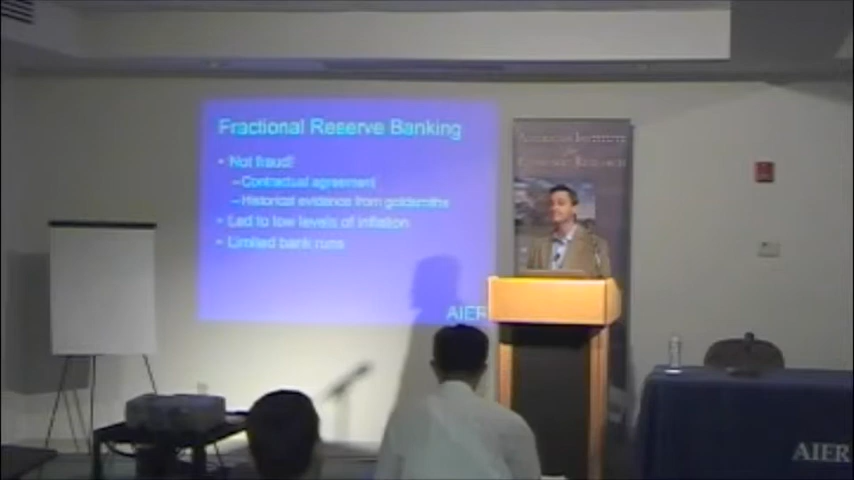 Fractional Reserve Banking
• Not fraud!
–Contractual agreement
–Historical evidence from goldsmiths
• Led to low levels of inflation
• Limited bank runs
AIER
American Institute
for
Economic Research
AIER